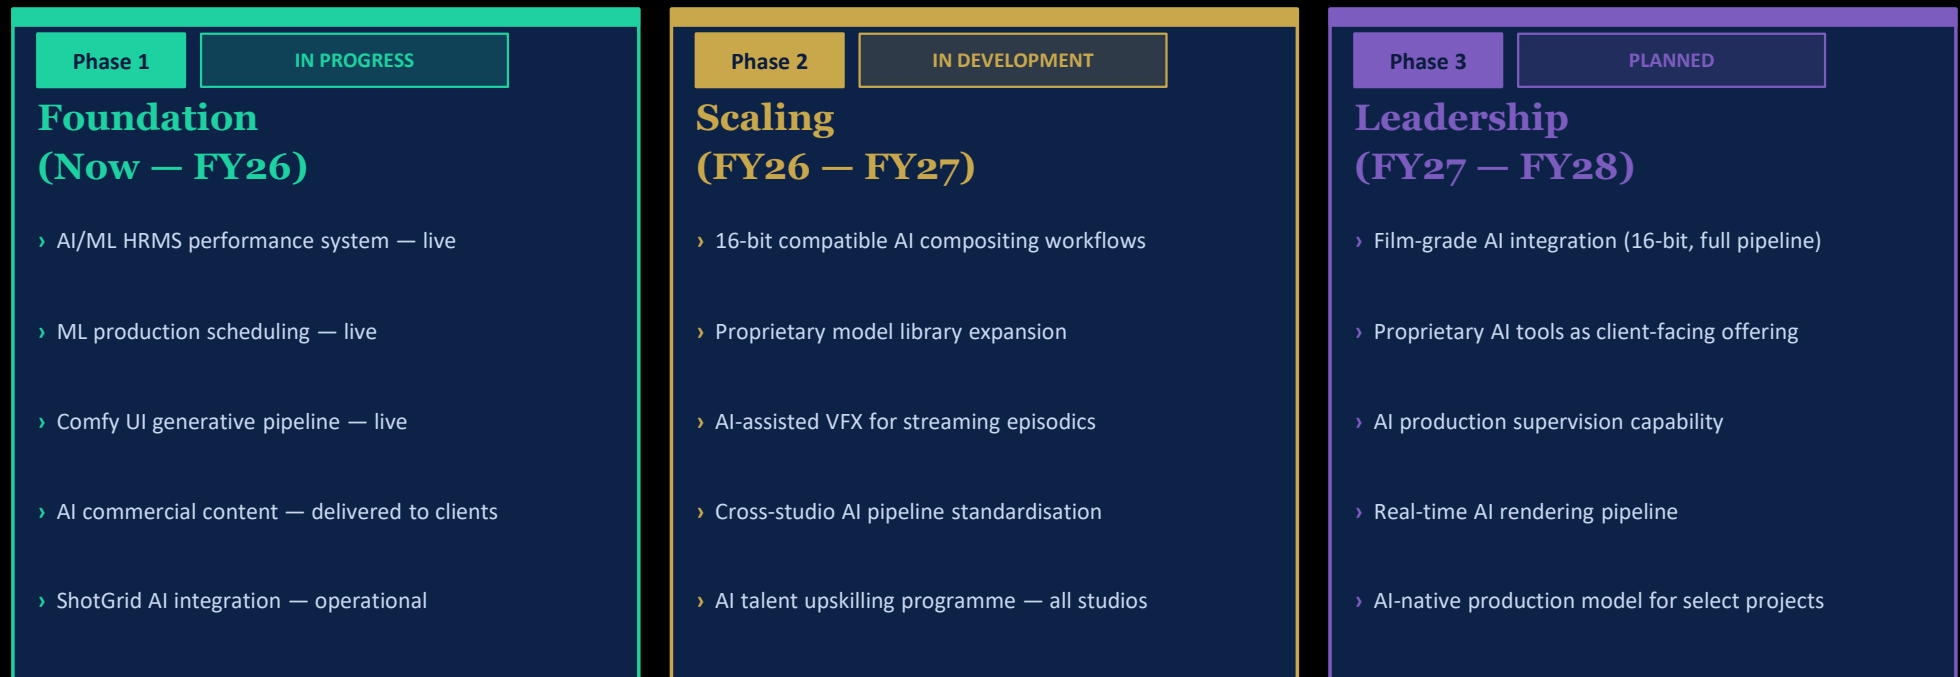 Phase 1
IN PROGRESS
Foundation
(Now — FY26)
› AI/ML HRMS performance system — live
› ML production scheduling — live
› Comfy UI generative pipeline — live
› AI commercial content — delivered to clients
› ShotGrid AI integration — operational
Phase 2
IN DEVELOPMENT
Scaling
(FY26 — FY27)
› 16-bit compatible AI compositing workflows
› Proprietary model library expansion
› AI-assisted VFX for streaming episodics
› Cross-studio AI pipeline standardisation
› AI talent upskilling programme — all studios
Phase 3
PLANNED
Leadership
(FY27 — FY28)
› Film-grade AI integration (16-bit, full pipeline)
› Proprietary AI tools as client-facing offering
› AI production supervision capability
› Real-time AI rendering pipeline
› AI-native production model for select projects